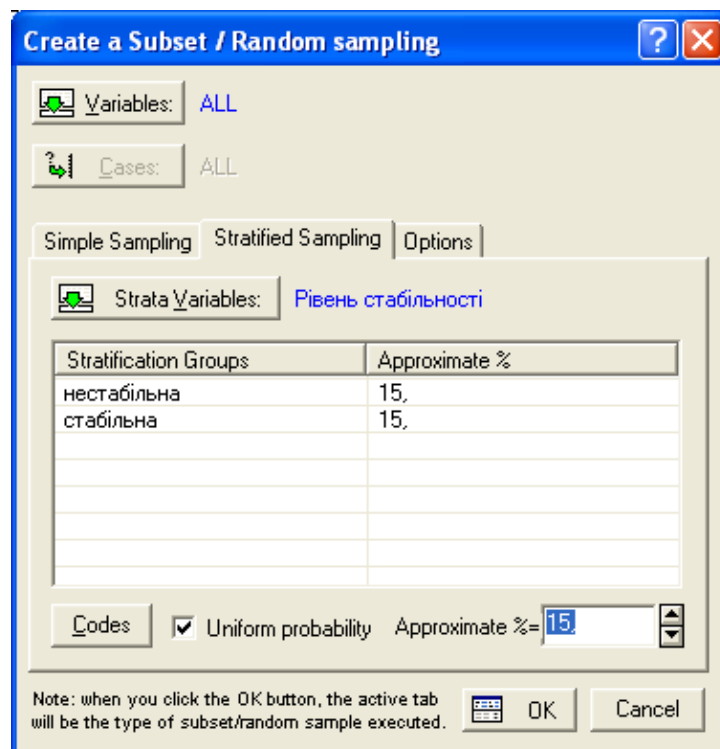 Create a Subset / Random sampling
Variables: ALL
Cases: ALL
Simple Sampling Stratified Sampling Options
Strata Variables: Рівень стабільності
Stratification Groups Approximate %
нестабільна 15,
стабільна 15,
Codes Uniform probability Approximate %= 15,
Note: when you click the OK button, the active tab
will be the type of subset/random sample executed.
OK Cancel